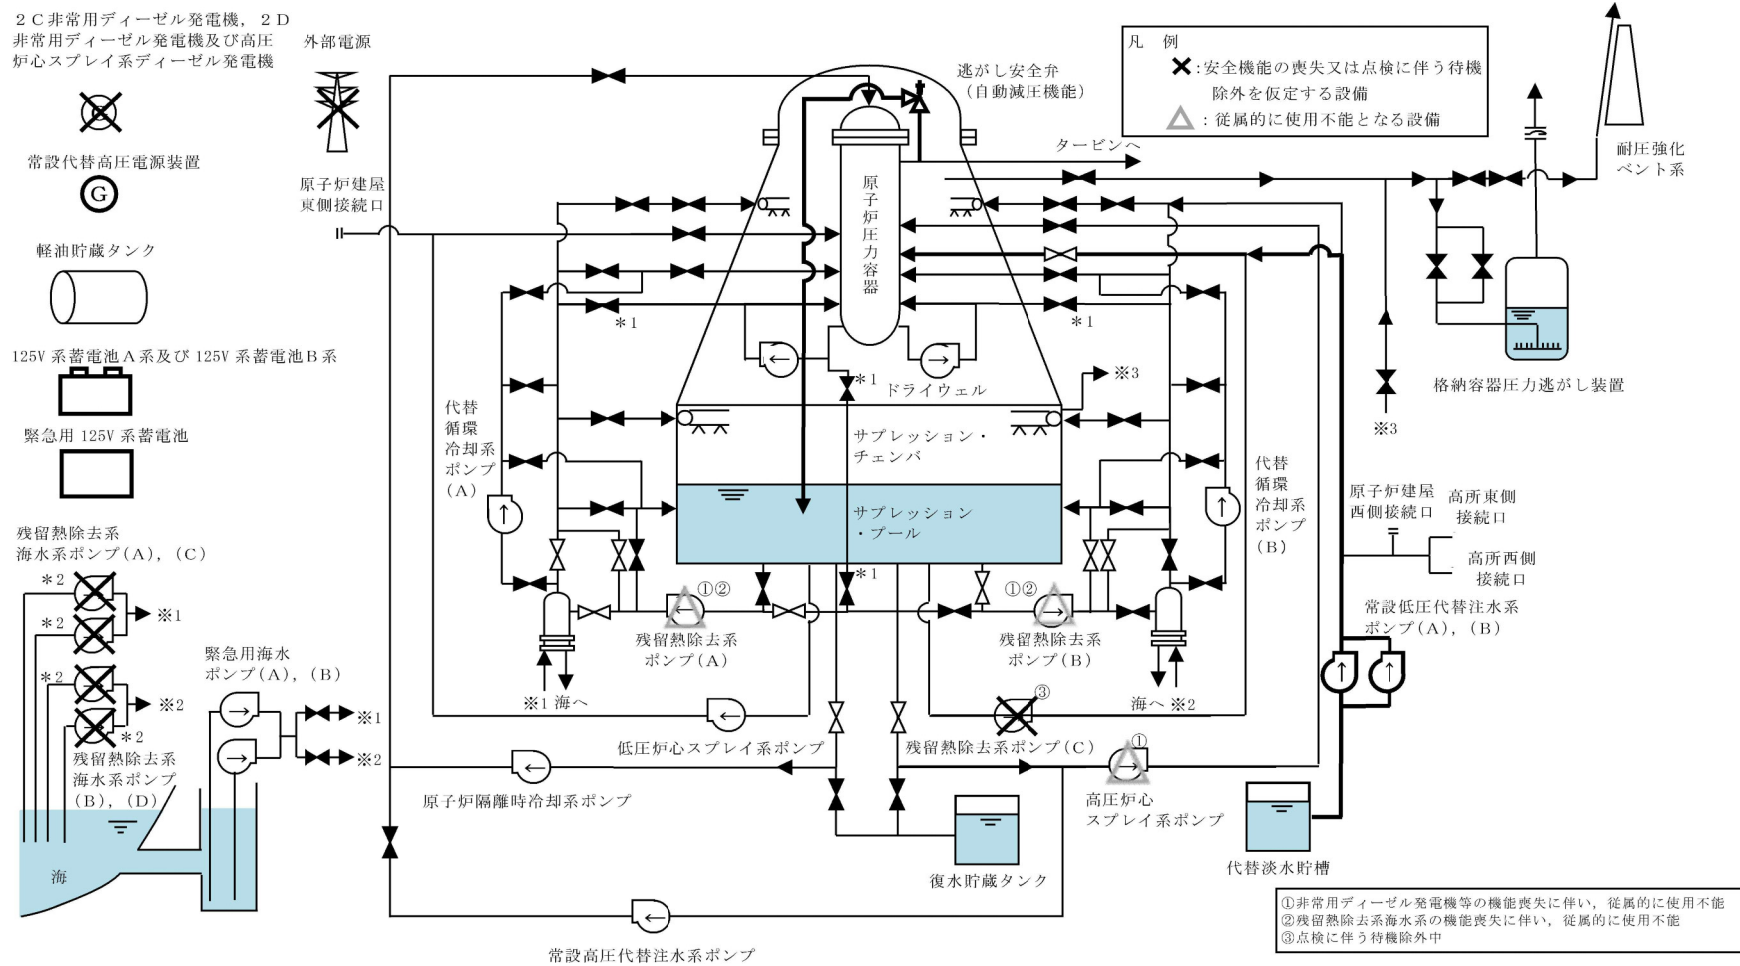 2C非常用ディーゼル発電機，2D
非常用ディーゼル発電機及び高圧
炉心スプレイ系ディーゼル発電機
外部電源
常設代替高圧電源装置
G
原子炉建屋
東側接続口
軽油貯蔵タンク
125V系蓄電池A系及び125V系蓄電池B系
緊急用125V系蓄電池
残留熱除去系
海水系ポンプ(A)，(C)
＊2
＊2
※1
＊2
※2
＊2
残留熱除去系
海水系ポンプ
(B)，(D)
海
緊急用海水
ポンプ(A)，(B)
※1
※2
逃がし安全弁
（自動減圧機能）
凡　例
×：安全機能の喪失又は点検に伴う待機
除外を仮定する設備
△：従属的に使用不能となる設備
タービンへ
耐圧強化
ベント系
原子炉圧力容器
＊1
＊1
＊1
ドライウェル
※3
格納容器圧力逃がし装置
※3
代替
循環
冷却系
ポンプ
(A)
サプレッション・
チェンバ
サプレッション
・プール
代替
循環
冷却系
ポンプ
(B)
原子炉建屋
西側接続口
高所東側
接続口
高所西側
接続口
＊1
①②
残留熱除去系
ポンプ(A)
①②
残留熱除去系
ポンプ(B)
常設低圧代替注水系
ポンプ(A)，(B)
※1 海へ
海へ ※2
低圧炉心スプレイ系ポンプ
③
残留熱除去系ポンプ(C)
原子炉隔離時冷却系ポンプ
①
高圧炉心
スプレイ系ポンプ
復水貯蔵タンク
代替淡水貯槽
常設高圧代替注水系ポンプ
①非常用ディーゼル発電機等の機能喪失に伴い，従属的に使用不能
②残留熱除去系海水系の機能喪失に伴い，従属的に使用不能
③点検に伴う待機除外中